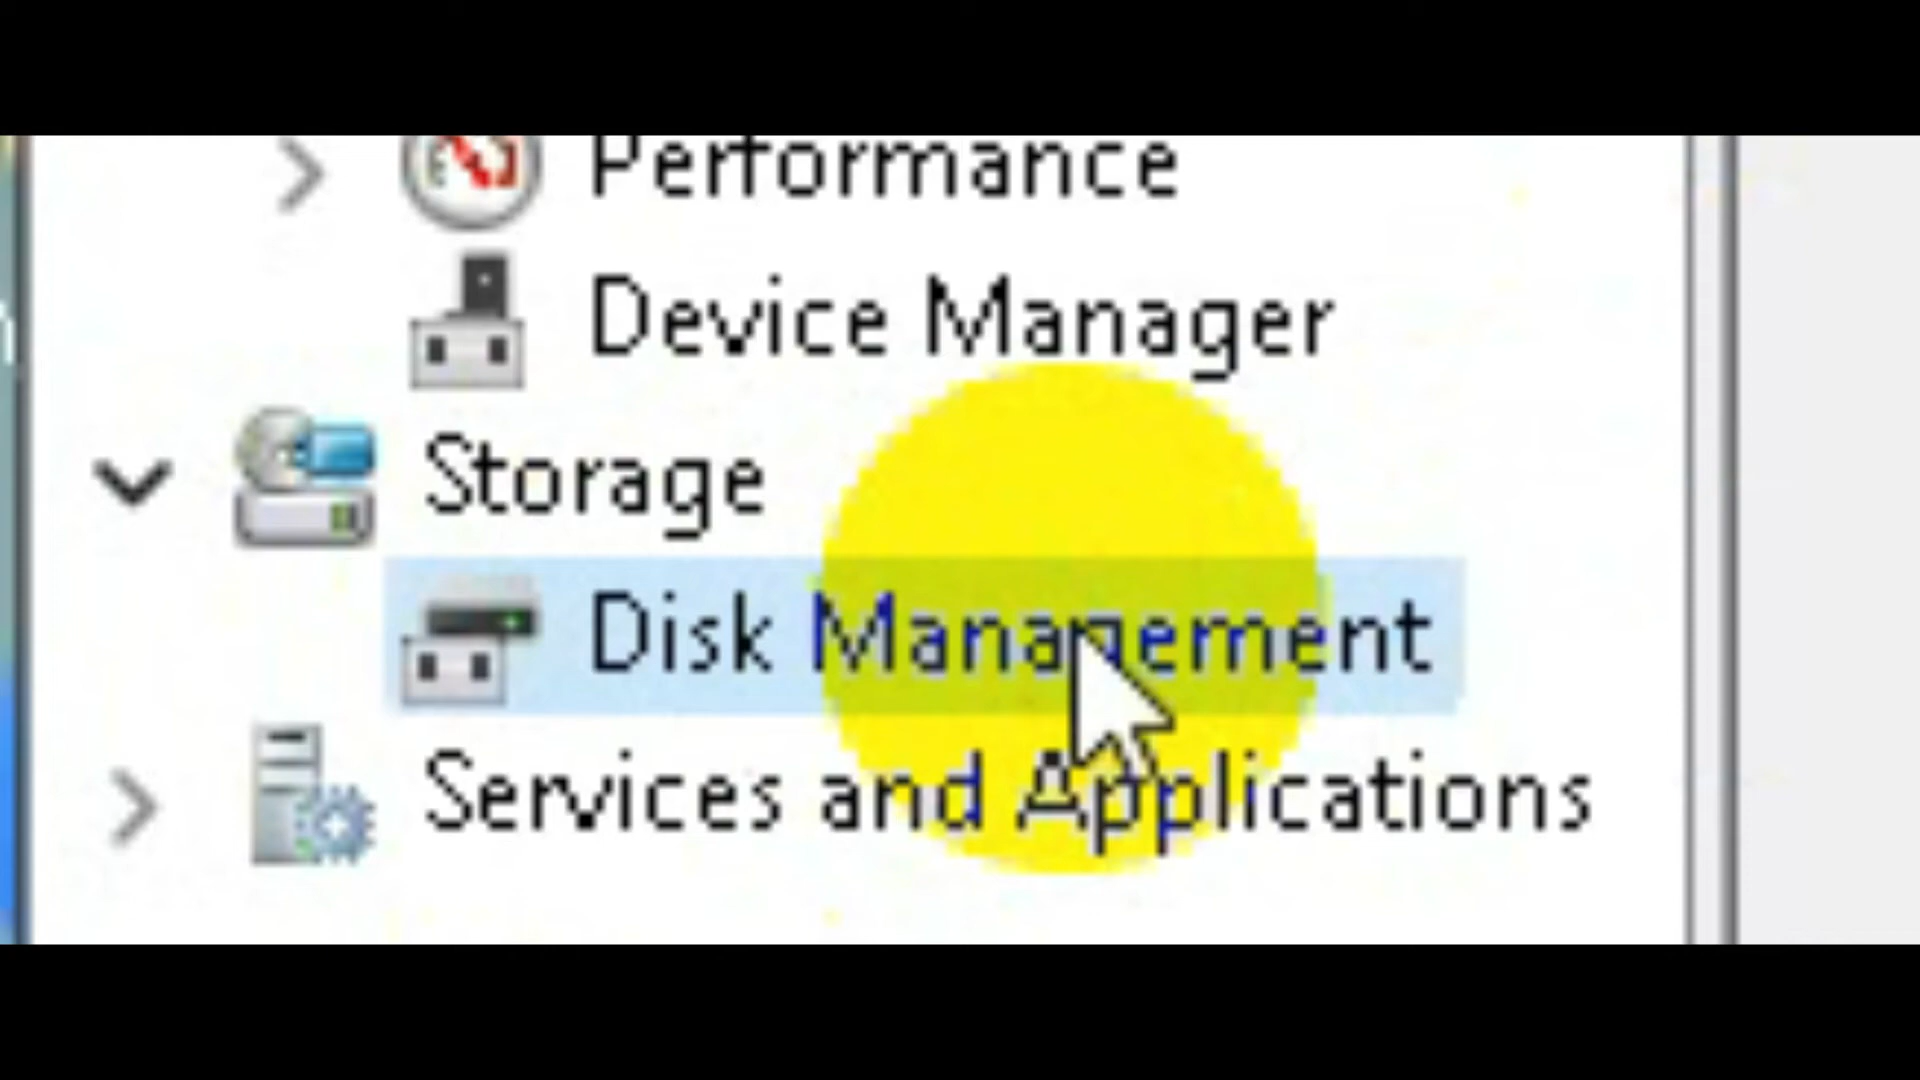 Performance
Device Manager
Storage
Disk Management
Services and Applications